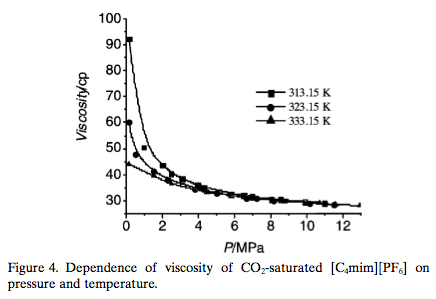 100
90
80
70
60
50
40
30
Viscosity/cp
313.15 K
323.15 K
333.15 K
0 2 4 6 8 10 12
P/MPa
Figure 4. Dependence of viscosity of CO₂-saturated [C₄mim][PF₆] on
pressure and temperature.